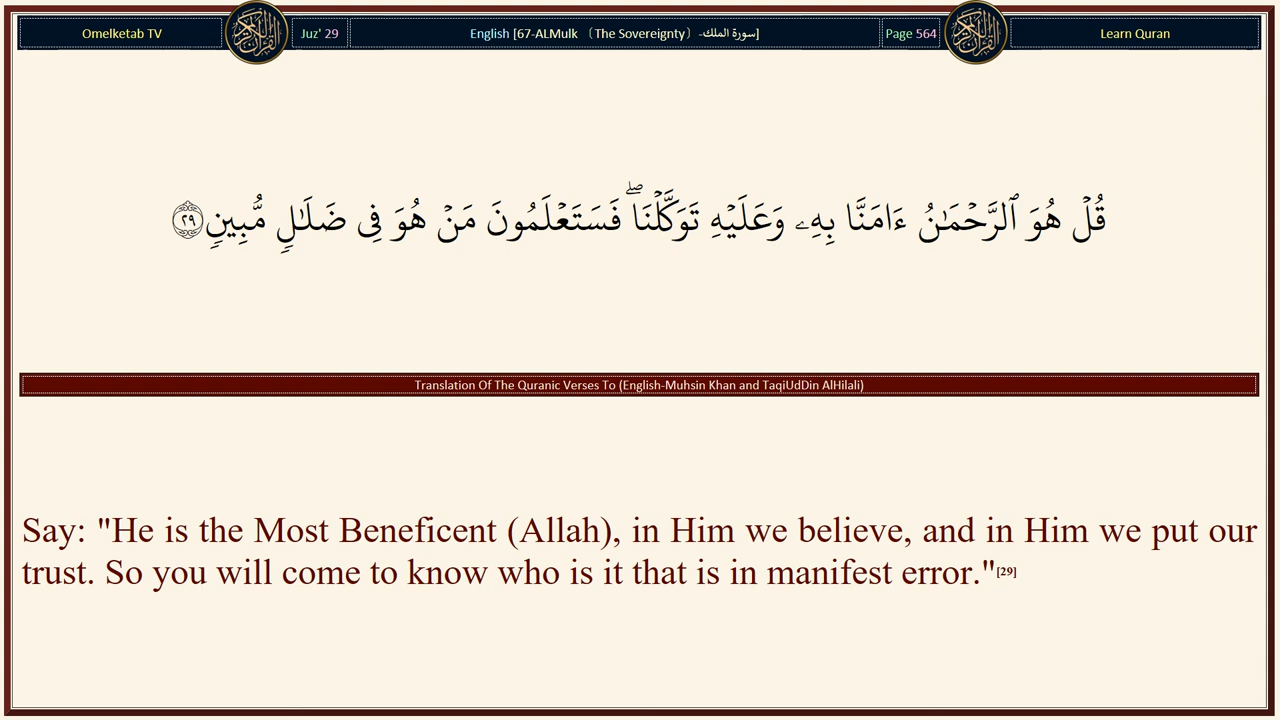 Omelketab TV
Juz' 29
English [67-ALMulk （The Sovereignty） -سورة الملك]
Page 564
Learn Quran
قُلْ هُوَ ٱلرَّحْمَـٰنُ ءَامَنَّا بِهِۦ وَعَلَيْهِ تَوَكَّلْنَا ۖ فَسَتَعْلَمُونَ مَنْ هُوَ فِى ضَلَـٰلٍ مُّبِينٍ ٢٩
Translation Of The Quranic Verses To (English-Muhsin Khan and TaqiUdDin AlHilali)
Say: "He is the Most Beneficent (Allah), in Him we believe, and in Him we put our
trust. So you will come to know who is it that is in manifest error."[29]